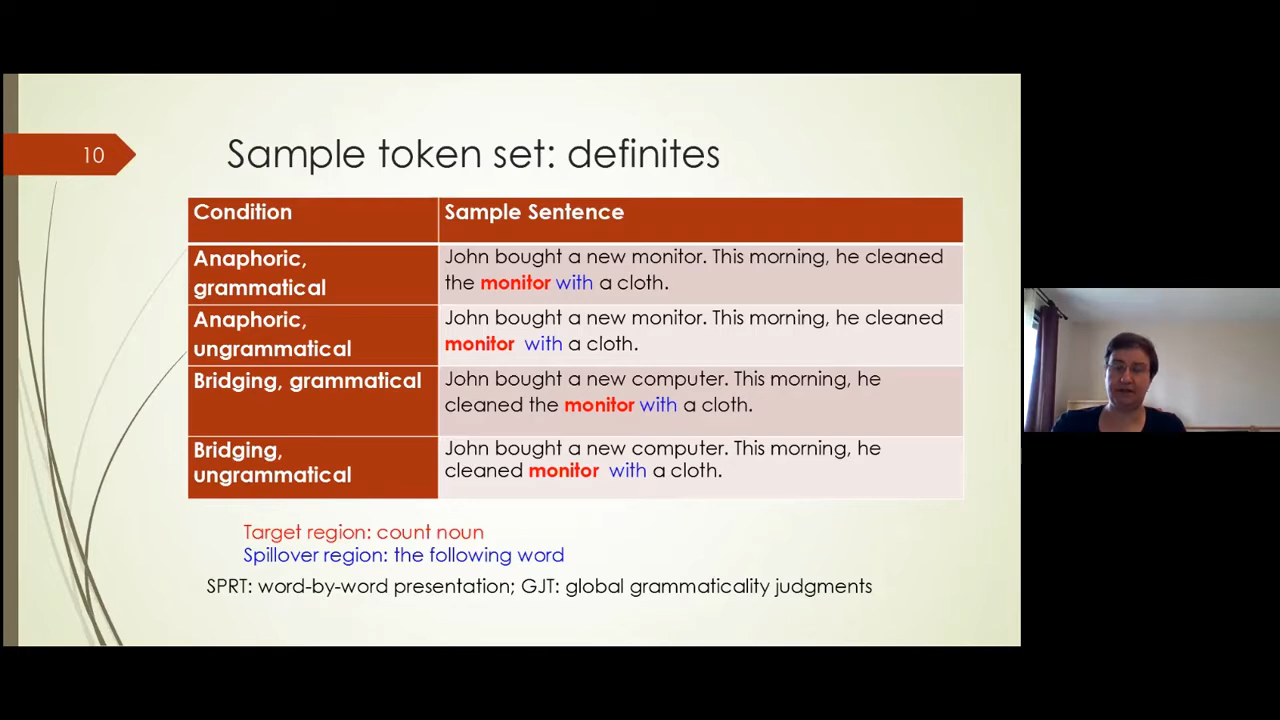 10
Sample token set: definites
Condition
Sample Sentence
Anaphoric,
grammatical
John bought a new monitor. This morning, he cleaned
the monitor with a cloth.
Anaphoric,
ungrammatical
John bought a new monitor. This morning, he cleaned
monitor with a cloth.
Bridging, grammatical
John bought a new computer. This morning, he
cleaned the monitor with a cloth.
Bridging,
ungrammatical
John bought a new computer. This morning, he
cleaned monitor with a cloth.
Target region: count noun
Spillover region: the following word
SPRT: word-by-word presentation; GJT: global grammaticality judgments